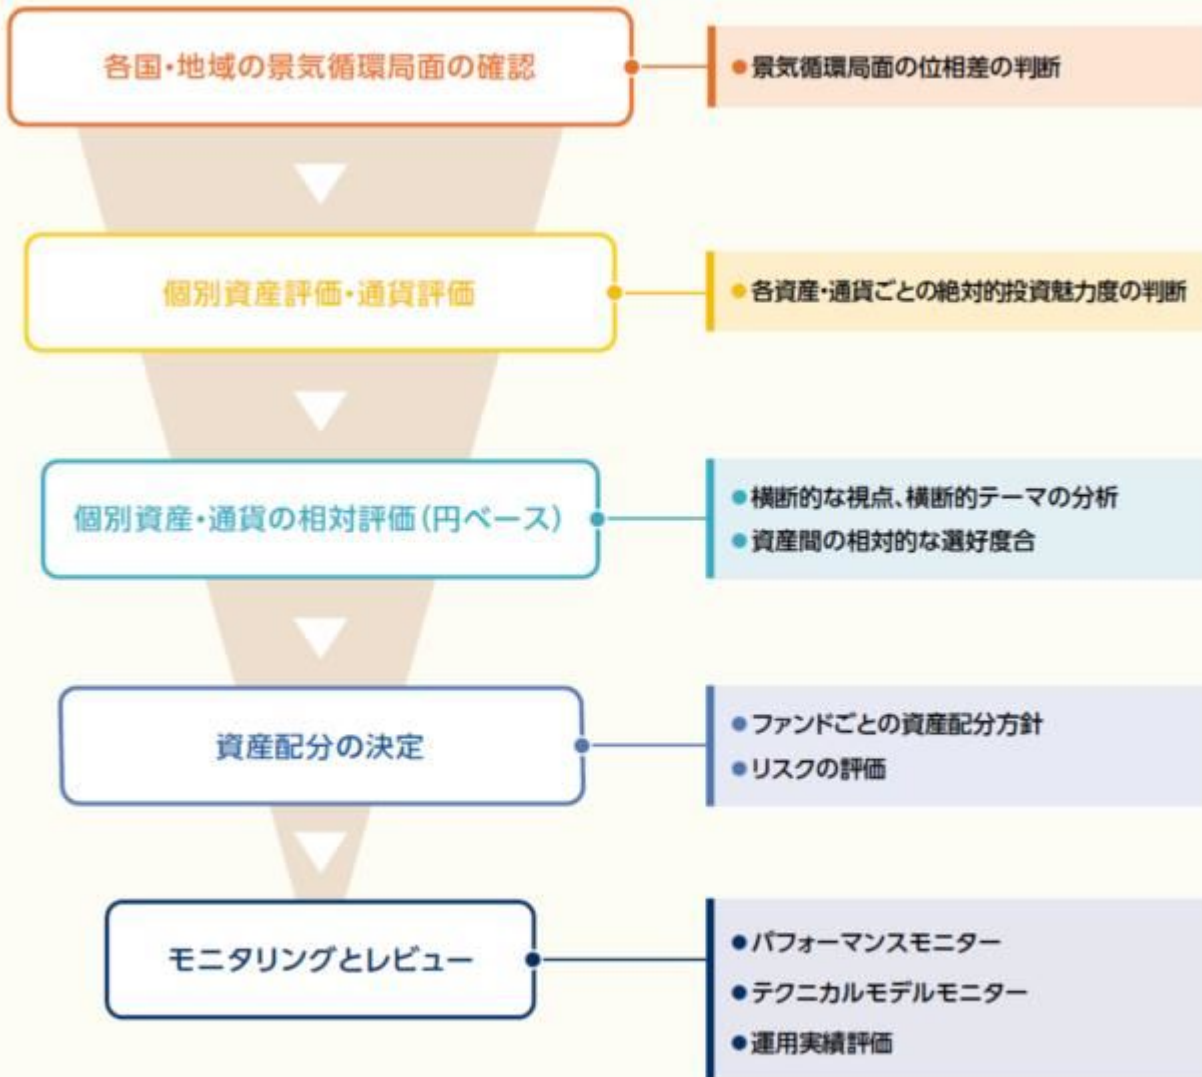 各国・地域の景気循環局面の確認
●景気循環局面の位相差の判断
個別資産評価・通貨評価
●各資産・通貨ごとの絶対的投資魅力度の判断
個別資産・通貨の相対評価(円ベース)
●横断的な視点、横断的テーマの分析
●資産間の相対的な選好度合
資産配分の決定
●ファンドごとの資産配分方針
●リスクの評価
モニタリングとレビュー
●パフォーマンスモニター
●テクニカルモデルモニター
●運用実績評価